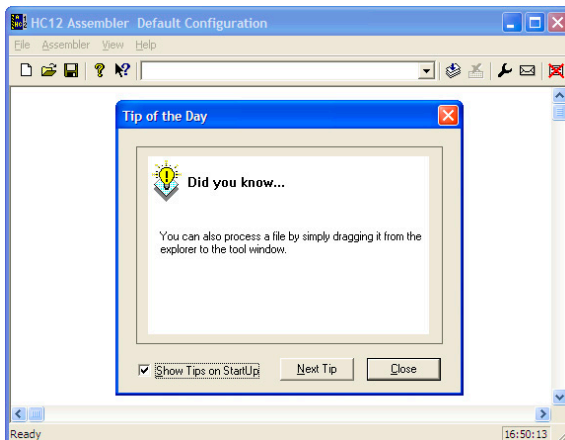 HC12 Assembler Default Configuration
File Assembler View Help
Tip of the Day
Did you know...
You can also process a file by simply dragging it from the
explorer to the tool window.
Show Tips on StartUp Next Tip Close
Ready 16:50:13